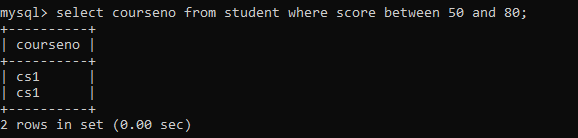 mysql> select courseno from student where score between 50 and 80;
+----------+
| courseno |
+----------+
| cs1      |
| cs1      |
+----------+
2 rows in set (0.00 sec)